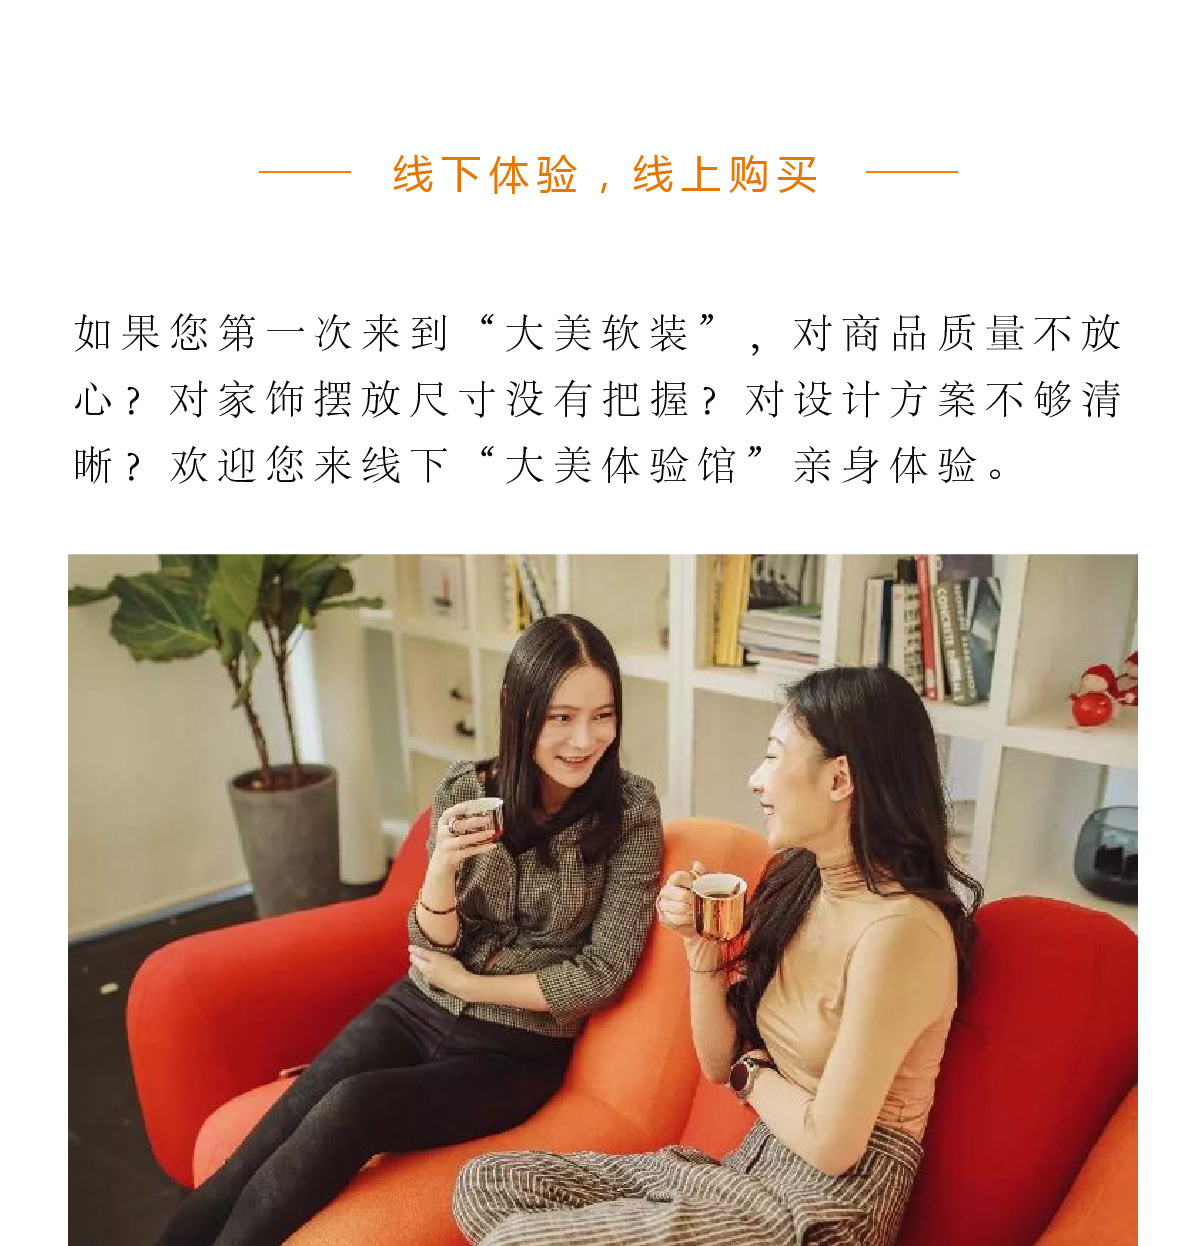 线下体验，线上购买
如果您第一次来到“大美软装”，对商品质量不放
心？对家饰摆放尺寸没有把握？对设计方案不够清
晰？欢迎您来线下“大美体验馆”亲身体验。